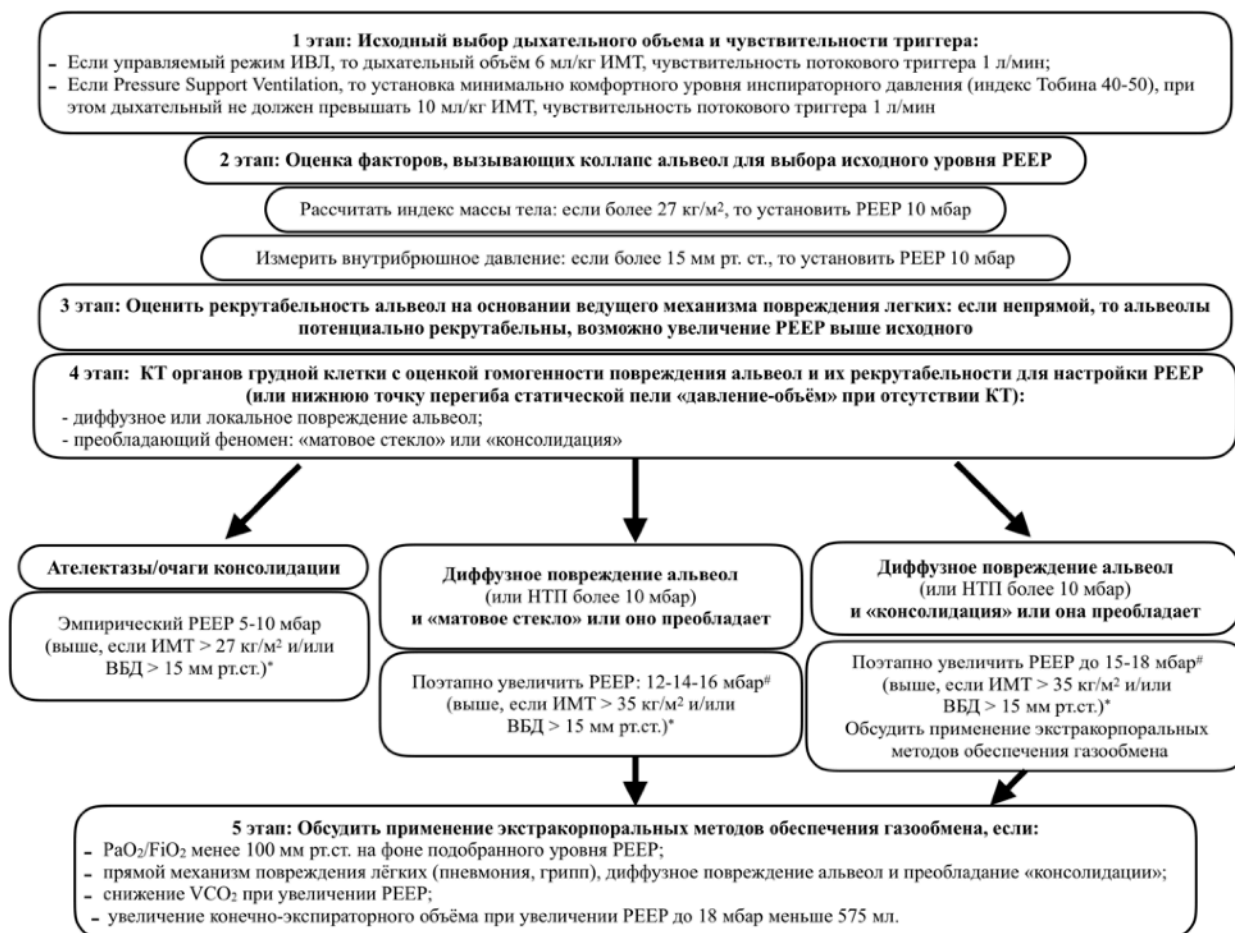 1 этап: Исходный выбор дыхательного объема и чувствительности триггера:
- Если управляемый режим ИВЛ, то дыхательный объём 6 мл/кг ИМТ, чувствительность потокового триггера 1 л/мин;
- Если Pressure Support Ventilation, то установка минимально комфортного уровня инспираторного давления (индекс Тобина 40-50), при
этом дыхательный не должен превышать 10 мл/кг ИМТ, чувствительность потокового триггера 1 л/мин
2 этап: Оценка факторов, вызывающих коллапс альвеол для выбора исходного уровня PEEP
Рассчитать индекс массы тела: если более 27 кг/м², то установить PEEP 10 мбар
Измерить внутрибрюшное давление: если более 15 мм рт. ст., то установить PEEP 10 мбар
3 этап: Оценить рекрутабельность альвеол на основании ведущего механизма повреждения легких: если непрямой, то альвеолы
потенциально рекрутабельны, возможно увеличение PEEP выше исходного
4 этап: КТ органов грудной клетки с оценкой гомогенности повреждения альвеол и их рекрутабельности для настройки PEEP
(или нижнюю точку перегиба статической пели «давление-объём» при отсутствии КТ):
- диффузное или локальное повреждение альвеол;
- преобладающий феномен: «матовое стекло» или «консолидация»
Ателектазы/очаги консолидации
Эмпирический PEEP 5-10 мбар
(выше, если ИМТ > 27 кг/м² и/или
ВБД > 15 мм рт.ст.)*
Диффузное повреждение альвеол
(или НТП более 10 мбар)
и «матовое стекло» или оно преобладает
Поэтапно увеличить PEEP: 12-14-16 мбар#
(выше, если ИМТ > 35 кг/м² и/или
ВБД > 15 мм рт.ст.)*
Диффузное повреждение альвеол
(или НТП более 10 мбар)
и «консолидация» или она преобладает
Поэтапно увеличить PEEP до 15-18 мбар#
(выше, если ИМТ > 35 кг/м² и/или
ВБД > 15 мм рт.ст.)*
Обсудить применение экстракорпоральных
методов обеспечения газообмена
5 этап: Обсудить применение экстракорпоральных методов обеспечения газообмена, если:
- PaO₂/FiO₂ менее 100 мм рт.ст. на фоне подобранного уровня PEEP;
- прямой механизм повреждения лёгких (пневмония, грипп), диффузное повреждение альвеол и преобладание «консолидации»;
- снижение VCO₂ при увеличении PEEP;
- увеличение конечно-экспираторного объёма при увеличении PEEP до 18 мбар меньше 575 мл.